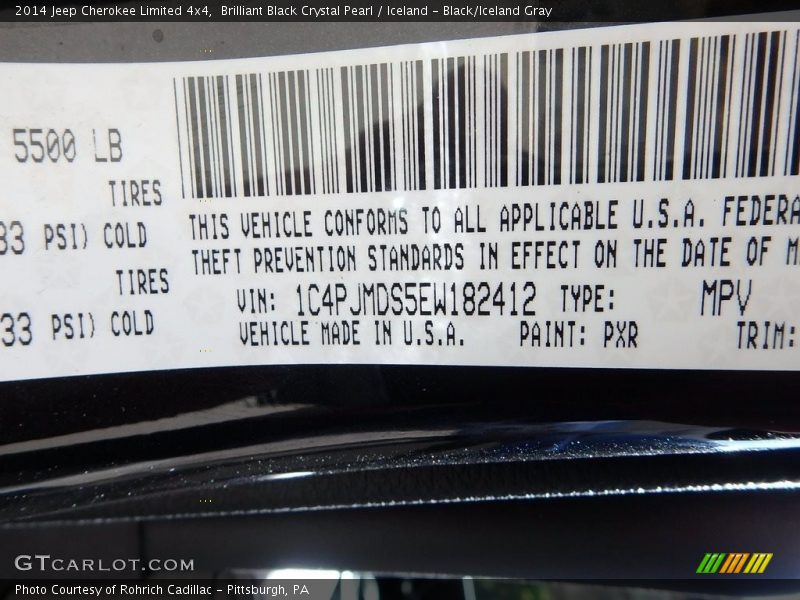 2014 Jeep Cherokee Limited 4x4,  Brilliant Black Crystal Pearl / Iceland - Black/Iceland Gray
5500 LB
TIRES
33 PSI) COLD
TIRES
33 PSI) COLD
THIS VEHICLE CONFORMS TO ALL APPLICABLE U.S.A. FEDERA
THEFT PREVENTION STANDARDS IN EFFECT ON THE DATE OF M
VIN: 1C4PJMDS5EW182412 TYPE: MPV
VEHICLE MADE IN U.S.A. PAINT: PXR TRIM:
GTCARLOT.COM
Photo Courtesy of Rohrich Cadillac - Pittsburgh, PA